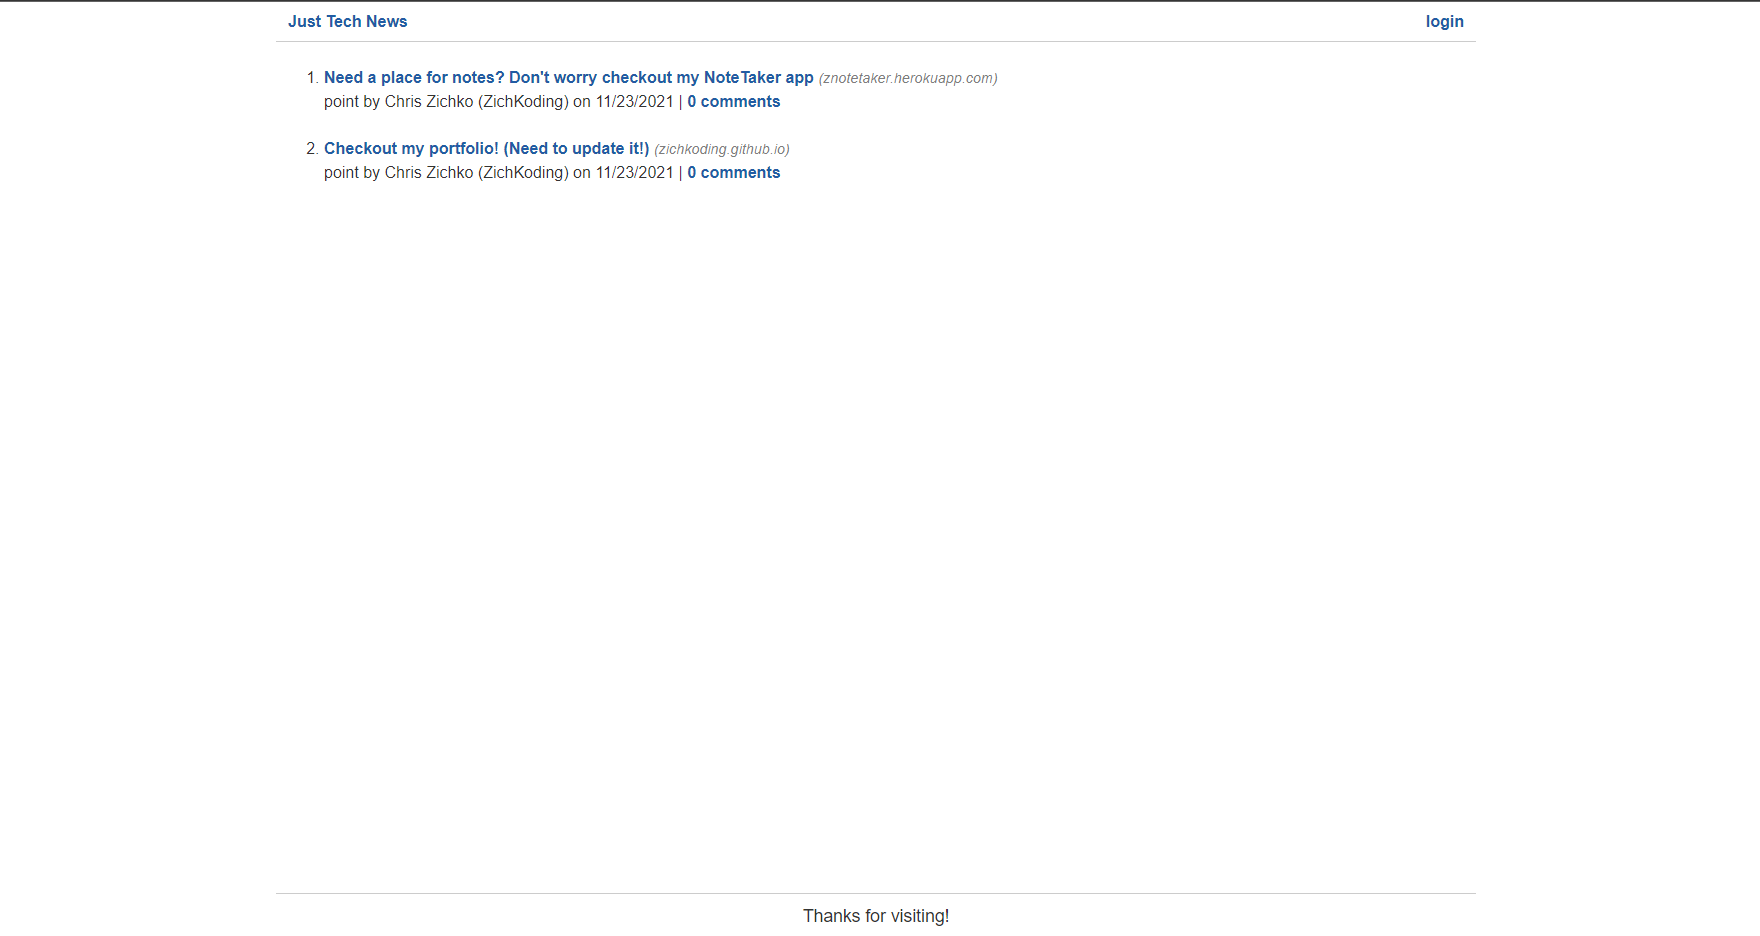 Just Tech News login
1. Need a place for notes? Don't worry checkout my NoteTaker app (znotetaker.herokuapp.com)
point by Chris Zichko (ZichKoding) on 11/23/2021 | 0 comments
2. Checkout my portfolio! (Need to update it!) (zichkoding.github.io)
point by Chris Zichko (ZichKoding) on 11/23/2021 | 0 comments
Thanks for visiting!